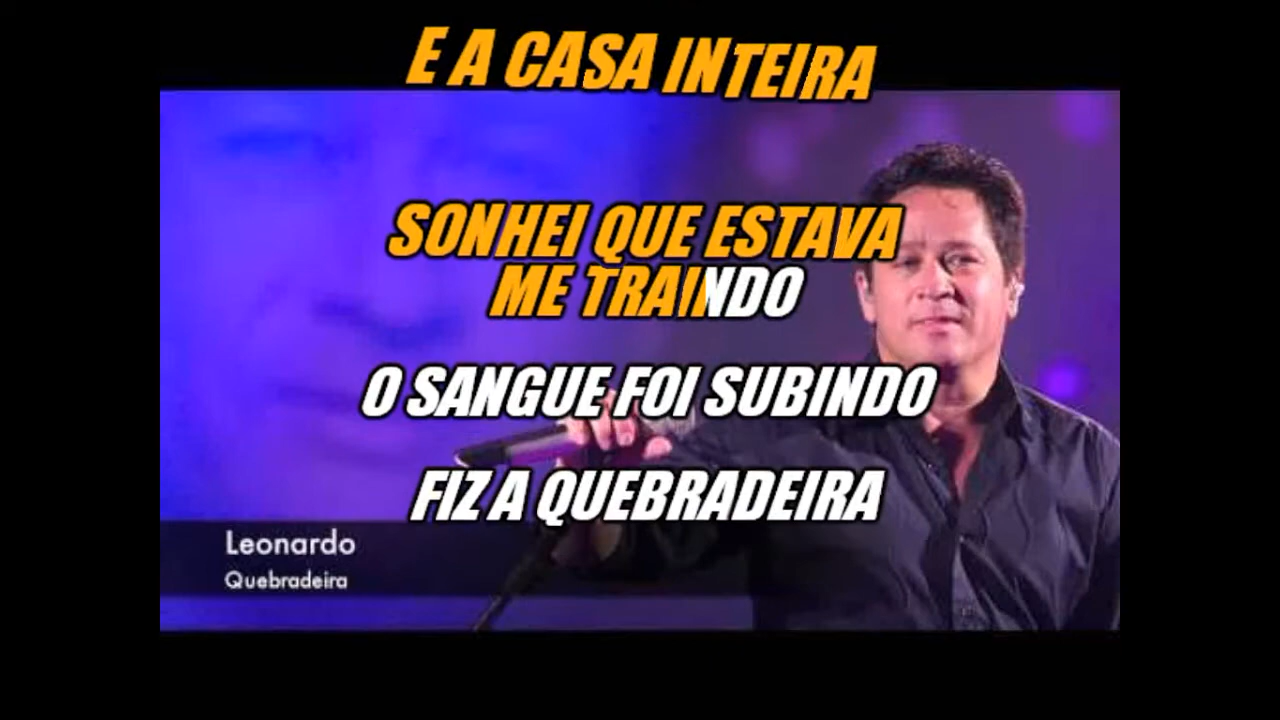 E A CASA INTEIRA
SONHEI QUE ESTAVA
ME TRAINDO
O SANGUE FOI SUBINDO
FIZ A QUEBRADEIRA
Leonardo
Quebradeira